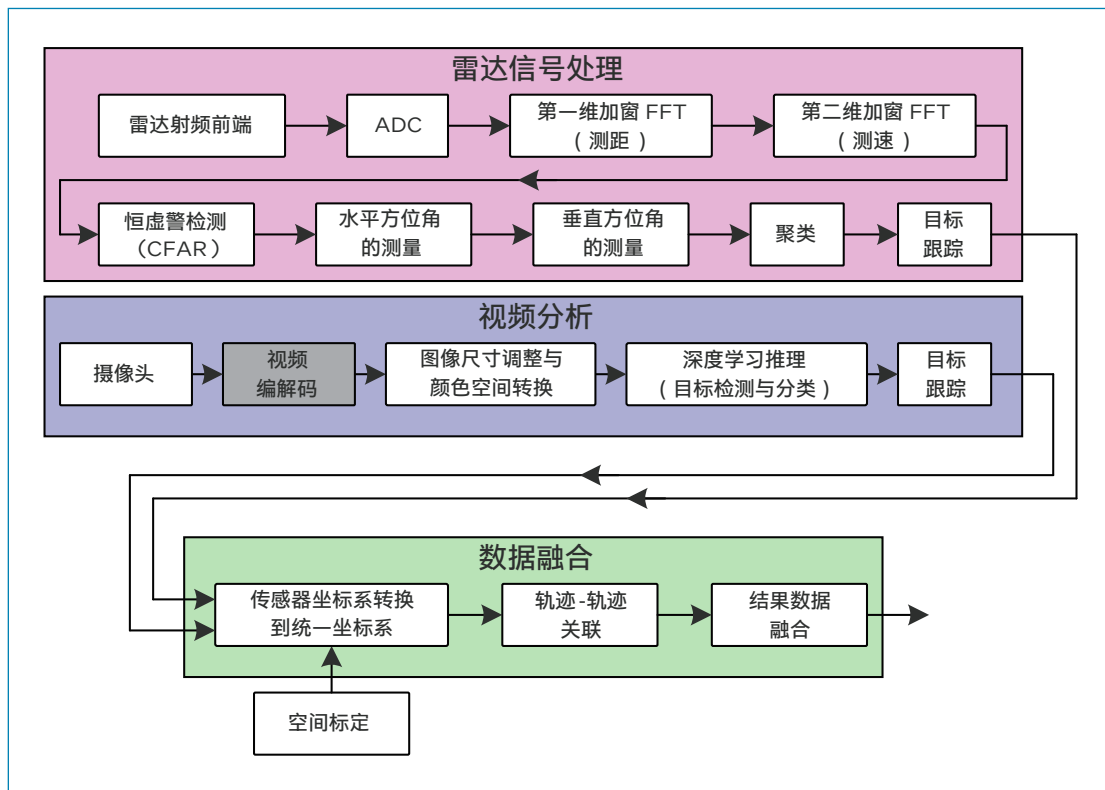 雷达信号处理
雷达射频前端
ADC
第一维加窗 FFT
（测距）
第二维加窗 FFT
（测速）
恒虚警检测
（CFAR）
水平方位角
的测量
垂直方位角
的测量
聚类
目标
跟踪
视频分析
摄像头
视频
编解码
图像尺寸调整与
颜色空间转换
深度学习推理
（目标检测与分类）
目标
跟踪
数据融合
传感器坐标系转换
到统一坐标系
轨迹-轨迹
关联
结果数据
融合
空间标定